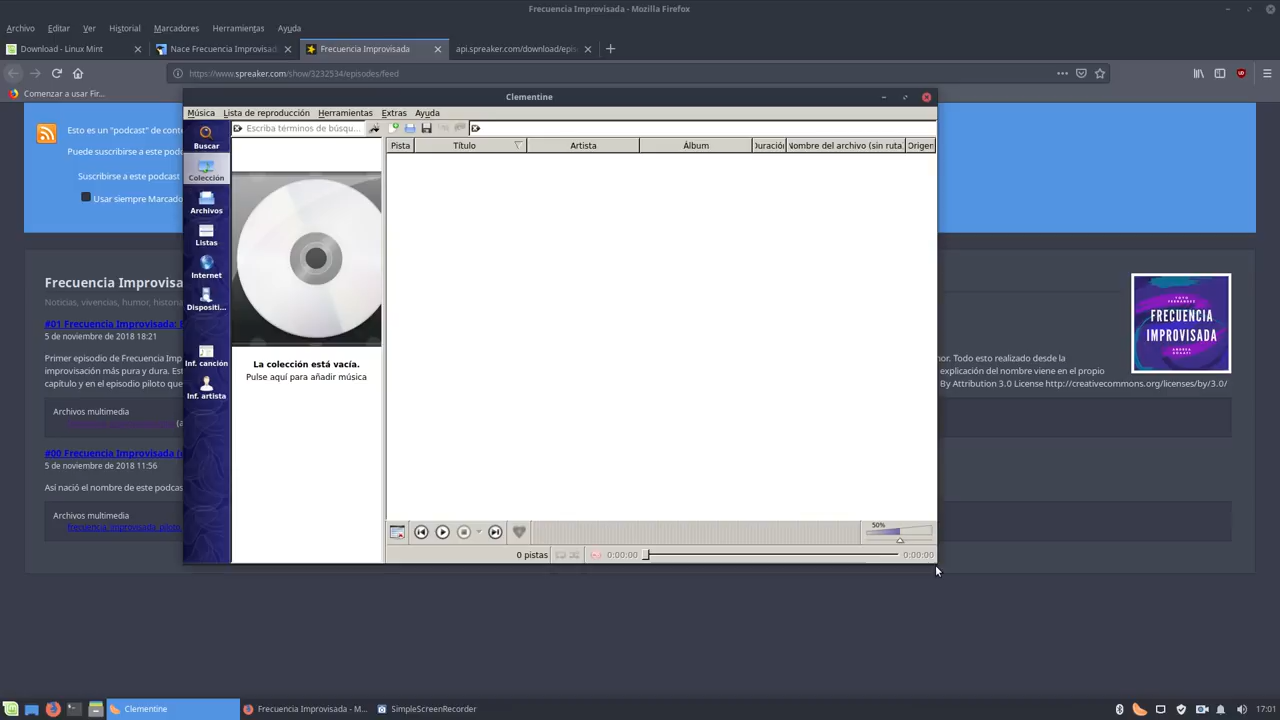 Frecuencia Improvisada - Mozilla Firefox
Archivo Editar Ver Historial Marcadores Herramientas Ayuda
Download - Linux Mint
Nace Frecuencia Improvisad
Frecuencia Improvisada
api.spreaker.com/download/epis
https://www.spreaker.com/show/3232534/episodes/feed
Comenzar a usar Fir...
Clementine
Música Lista de reproducción Herramientas Extras Ayuda
Escriba términos de búsqu...
Buscar
Colección
Archivos
Listas
Internet
Dispositi...
Inf. canción
Inf. artista
Pista Título Artista Álbum Duración Nombre del archivo (sin ruta) Origen
La colección está vacía.
Pulse aquí para añadir música
50%
0 pistas
0:00:00
0:00:00
Esto es un "podcast" de cont
Puede suscribirse a este podc
Suscribirse a este podcast
Usar siempre Marcado
Frecuencia Improvisa
Noticias, vivencias, humor, historia
#01 Frecuencia Improvisada:
5 de noviembre de 2018 18:21
Primer episodio de Frecuencia Imp
mor. Todo esto realizado desde la
improvisación más pura y dura. Est
explicación del nombre viene en el propio
capítulo y en el episodio piloto que
By Attribution 3.0 License http://creativecommons.org/licenses/by/3.0/
Archivos multimedia
#00 Frecuencia Improvisada (
5 de noviembre de 2018 11:56
Así nació el nombre de este podcas
Archivos multimedia
frecuencia_improvisada_piloto
FRECUENCIA
IMPROVISADA
Clementine
Frecuencia Improvisada - M...
SimpleScreenRecorder
17:01